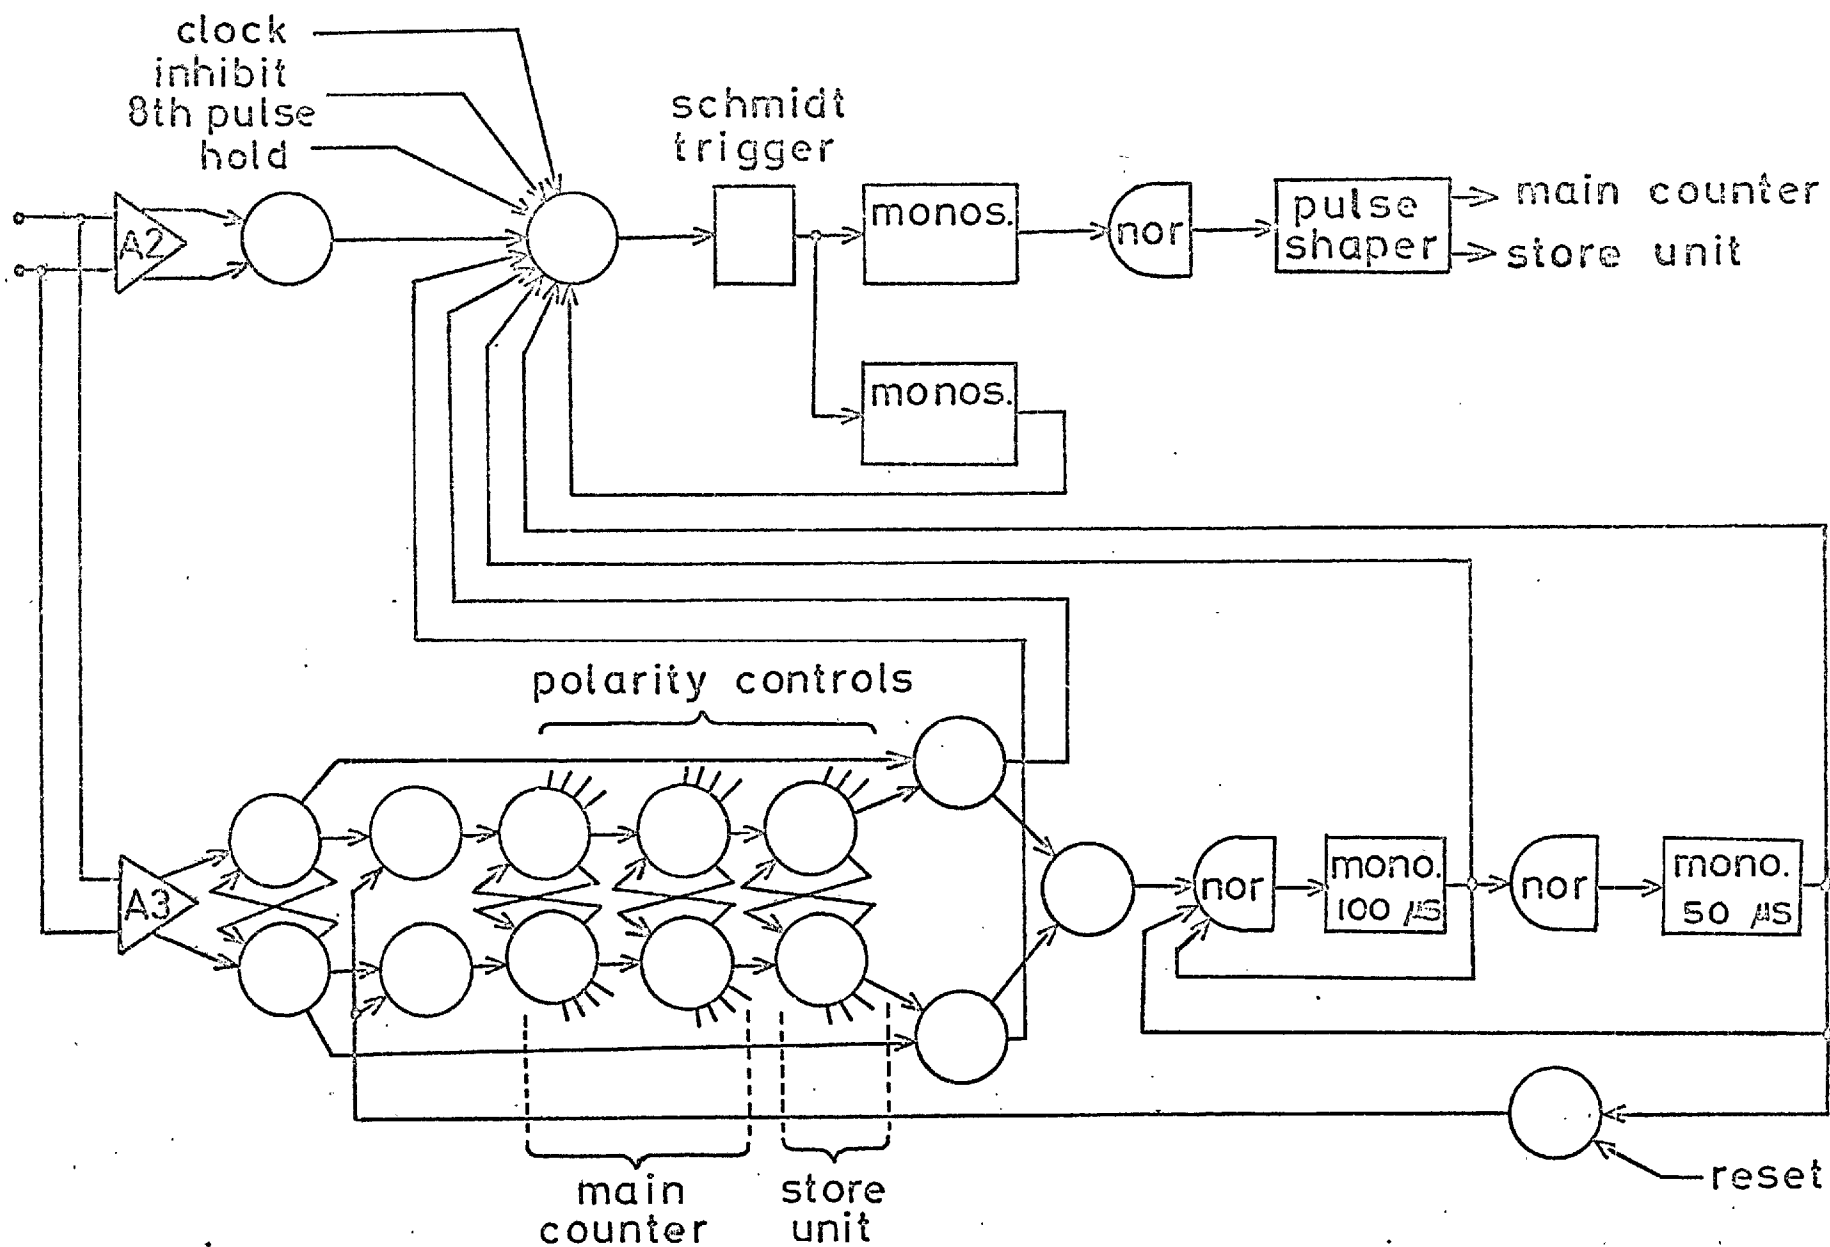 clock
inhibit
8th pulse
hold
schmidt
trigger
A2
monos.
nor
pulse
shaper
main counter
store unit
monos.
polarity controls
A3
nor
mono.
100 µs
nor
mono.
50 µs
reset
main
counter
store
unit